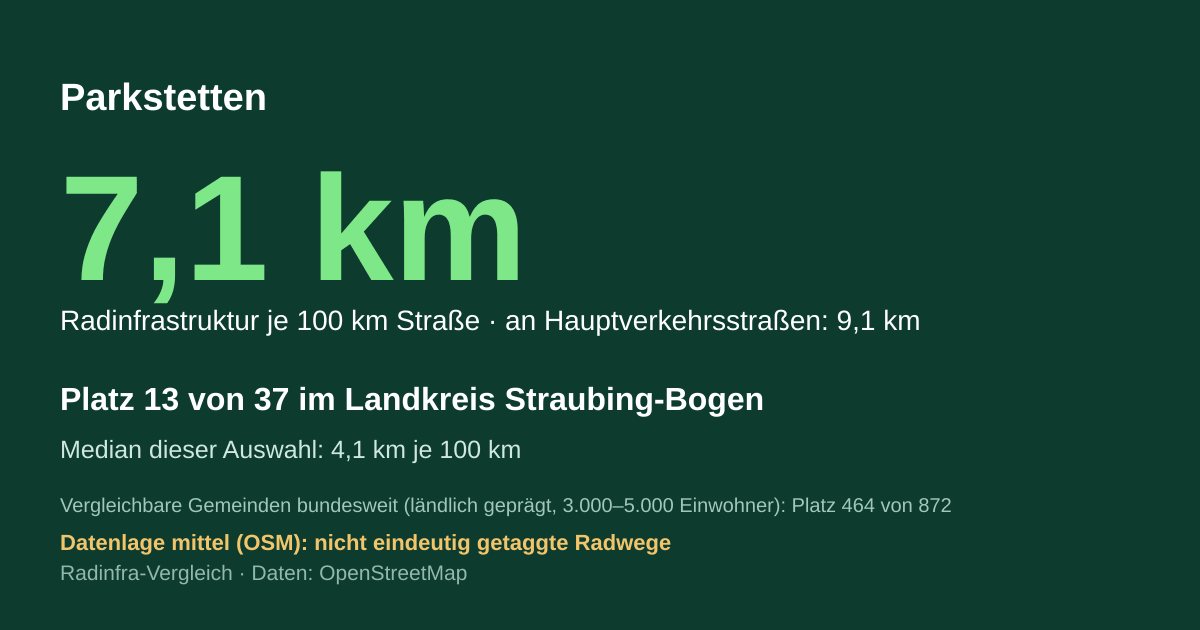 Parkstetten
7,1 km
Radinfrastruktur je 100 km Straße · an Hauptverkehrsstraßen: 9,1 km
Platz 13 von 37 im Landkreis Straubing-Bogen
Median dieser Auswahl: 4,1 km je 100 km
Vergleichbare Gemeinden bundesweit (ländlich geprägt, 3.000–5.000 Einwohner): Platz 464 von 872
Datenlage mittel (OSM): nicht eindeutig getaggte Radwege
Radinfra-Vergleich · Daten: OpenStreetMap